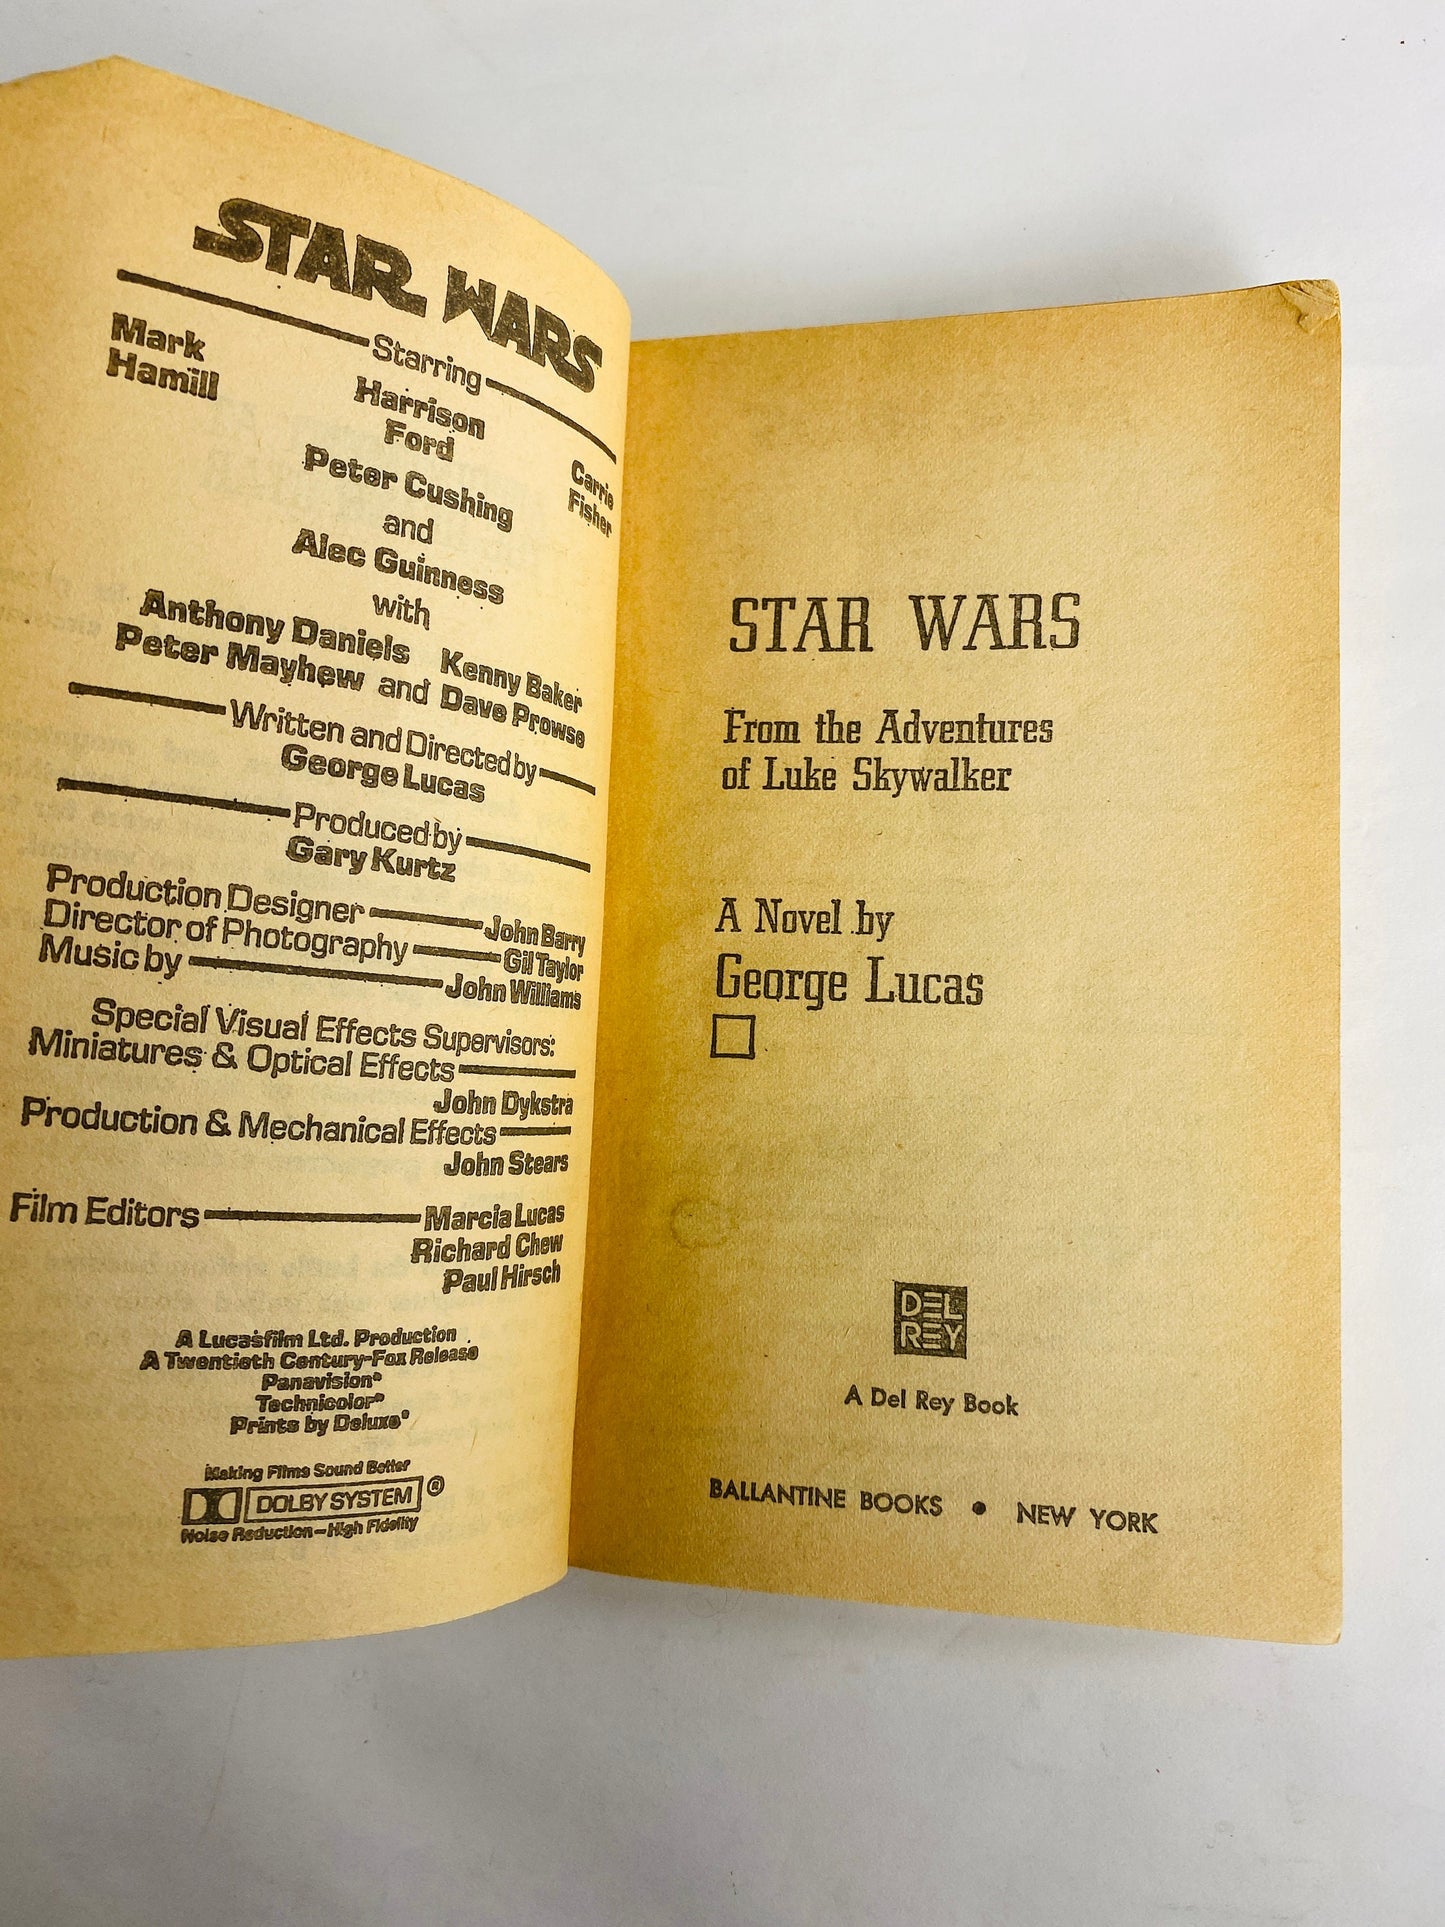 STAR WARS
Starring
Mark
Hamill
Harrison
Ford
Carrie
Fisher
Peter Cushing
and
Alec Guinness
with
Anthony Daniels Kenny Baker
Peter Mayhew and Dave Prowse
Written and Directed by
George Lucas
Produced by
Gary Kurtz
Production Designer John Barry
Director of Photography Gil Taylor
Music by John Williams
Special Visual Effects Supervisors:
Miniatures & Optical Effects
John Dykstra
Production & Mechanical Effects
John Stears
Film Editors Marcia Lucas
Richard Chew
Paul Hirsch
A Lucasfilm Ltd. Production
A Twentieth Century-Fox Release
Panavision®
Technicolor®
Prints by Deluxe®
Making Films Sound Better
DOLBY SYSTEM ®
Noise Reduction – High Fidelity
STAR WARS
From the Adventures
of Luke Skywalker
A Novel by
George Lucas
DEL
REY
A Del Rey Book
BALLANTINE BOOKS • NEW YORK